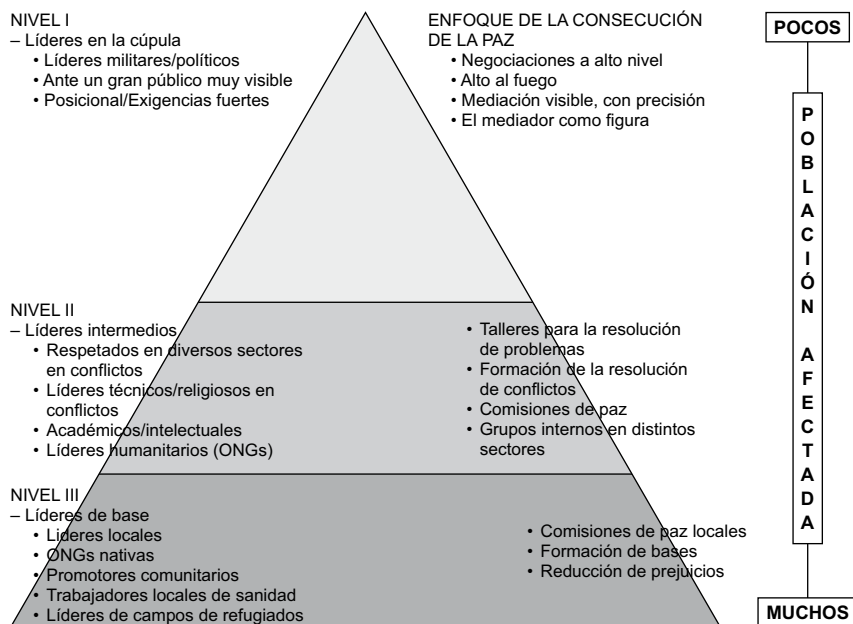 NIVEL I
– Líderes en la cúpula
• Líderes militares/políticos
• Ante un gran público muy visible
• Posicional/Exigencias fuertes
ENFOQUE DE LA CONSECUCIÓN
DE LA PAZ
• Negociaciones a alto nivel
• Alto al fuego
• Mediación visible, con precisión
• El mediador como figura
NIVEL II
– Líderes intermedios
• Respetados en diversos sectores
en conflictos
• Líderes técnicos/religiosos en
conflictos
• Académicos/intelectuales
• Líderes humanitarios (ONGs)
• Talleres para la resolución
de problemas
• Formación de la resolución
de conflictos
• Comisiones de paz
• Grupos internos en distintos
sectores
NIVEL III
– Líderes de base
• Lideres locales
• ONGs nativas
• Promotores comunitarios
• Trabajadores locales de sanidad
• Líderes de campos de refugiados
• Comisiones de paz locales
• Formación de bases
• Reducción de prejuicios
POCOS
POBLACIÓN AFECTADA
MUCHOS